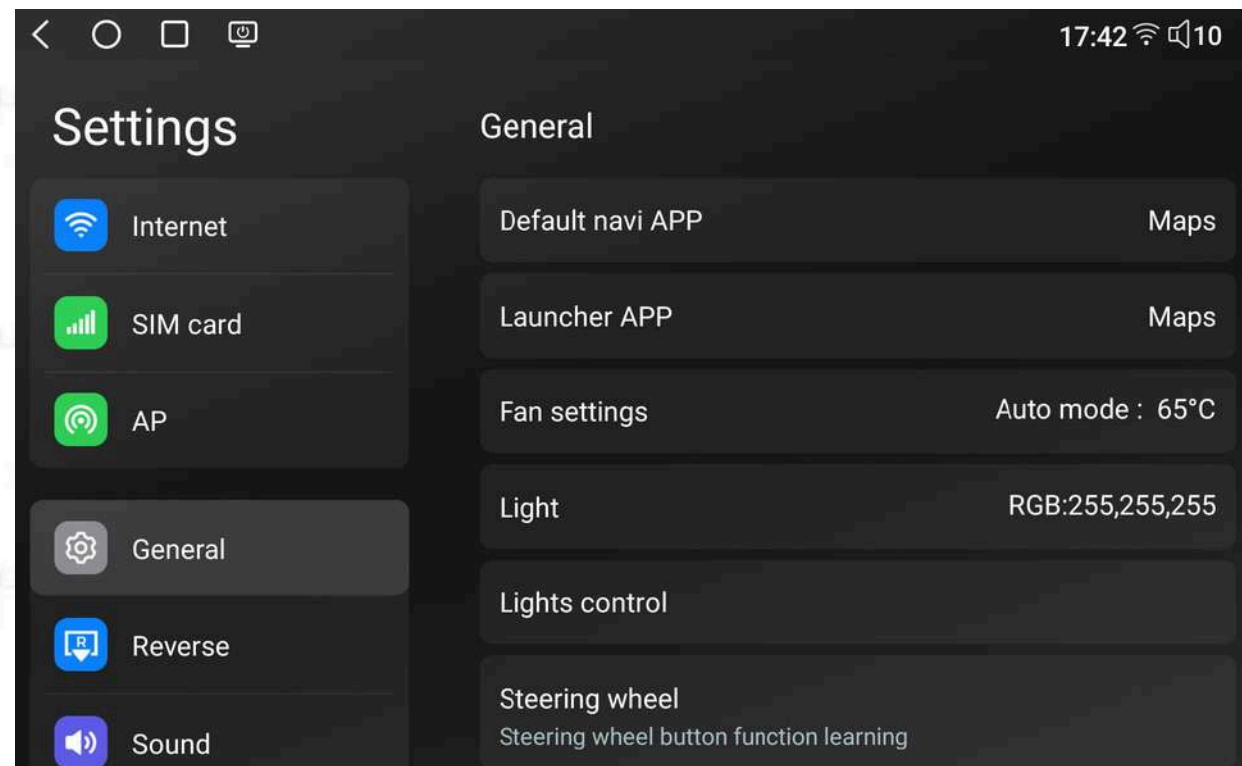 17:42 10
Settings
Internet
SIM card
AP
General
Reverse
Sound
General
Default navi APP Maps
Launcher APP Maps
Fan settings Auto mode : 65°C
Light RGB:255,255,255
Lights control
Steering wheel
Steering wheel button function learning